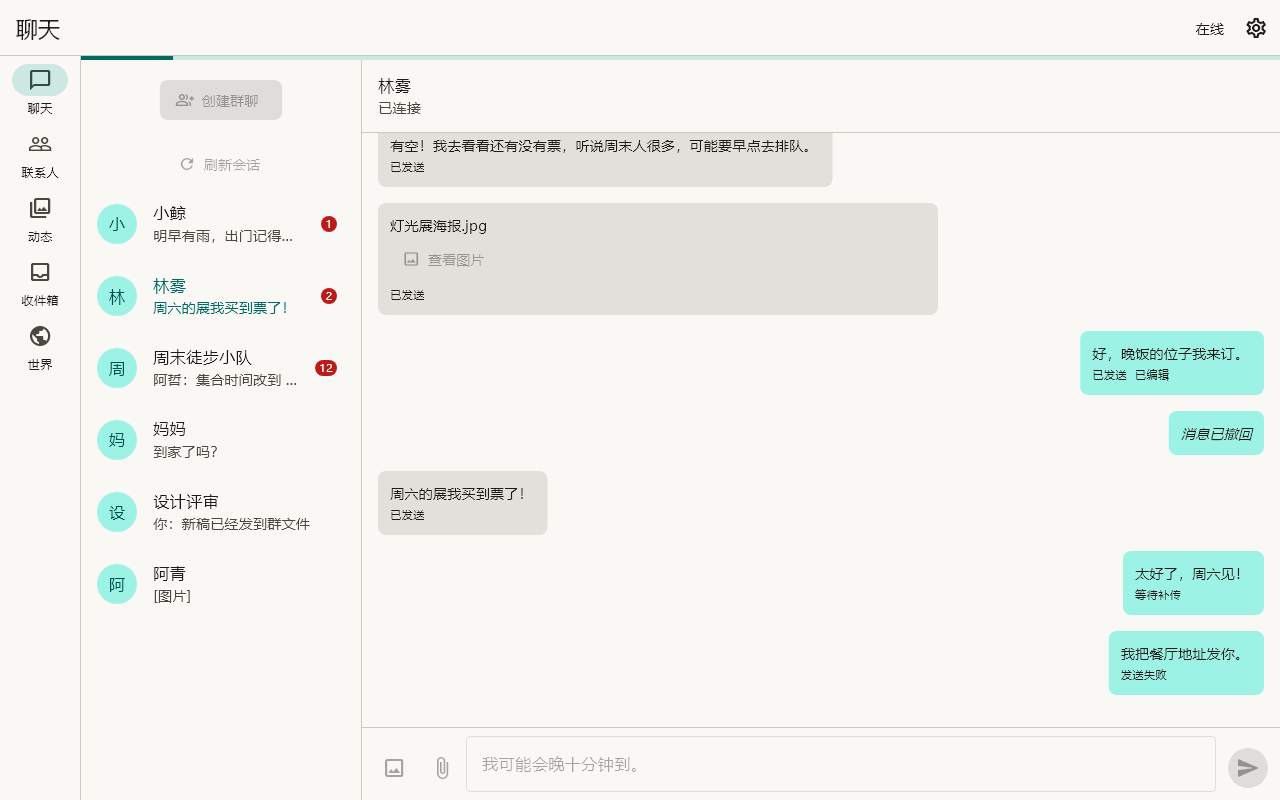 聊天
在线
聊天
联系人
动态
收件箱
世界
创建群聊
刷新会话
小
小鲸
明早有雨，出门记得...
1
林
林雾
周六的展我买到票了！
2
周
周末徒步小队
阿哲：集合时间改到 ...
12
妈
妈妈
到家了吗？
设
设计评审
你：新稿已经发到群文件
阿
阿青
[图片]
林雾
已连接
有空！我去看看还有没有票，听说周末人很多，可能要早点去排队。
已发送
灯光展海报.jpg
查看图片
已发送
好，晚饭的位子我来订。
已发送 已编辑
消息已撤回
周六的展我买到票了！
已发送
太好了，周六见！
等待补传
我把餐厅地址发你。
发送失败
我可能会晚十分钟到。